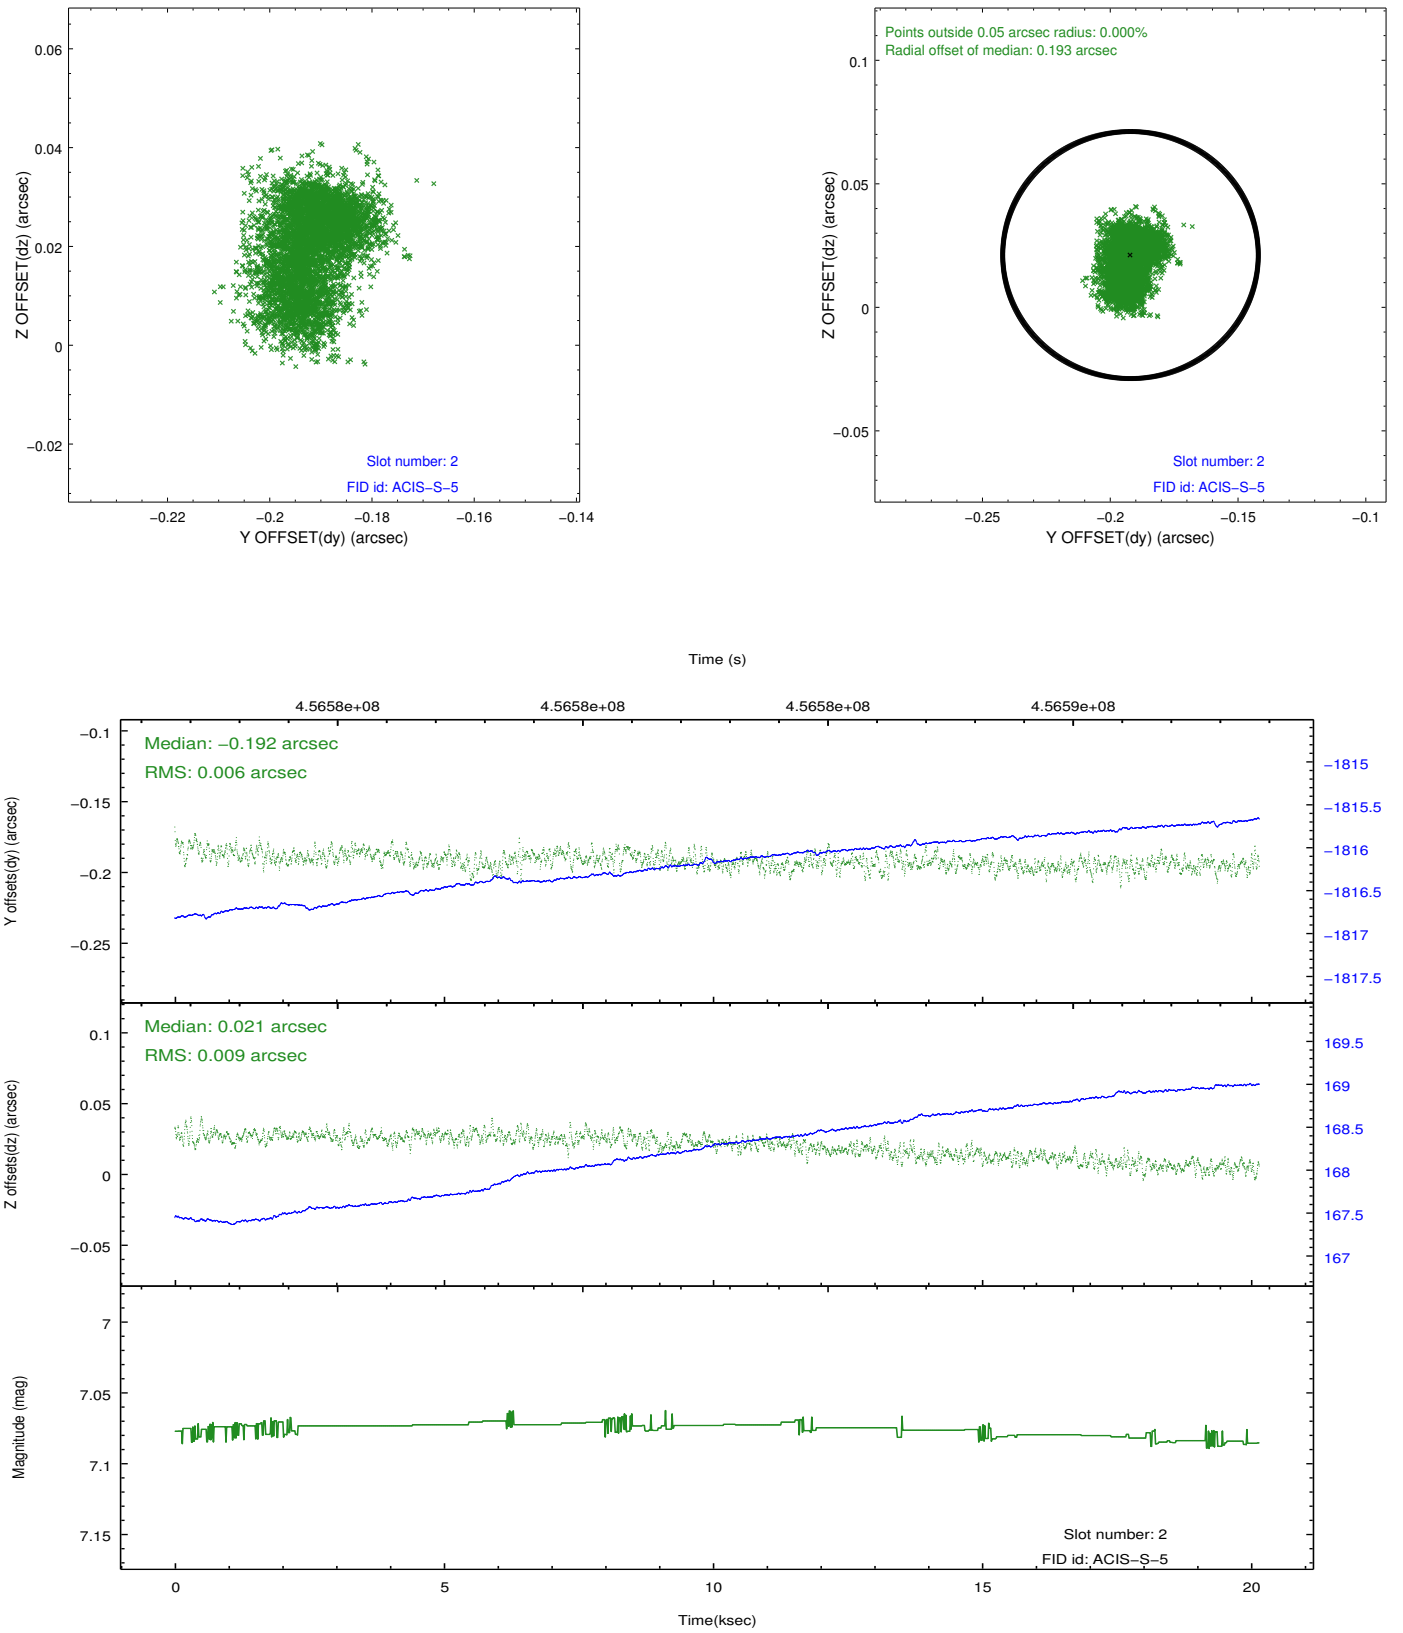 0.06
0.04
0.02
0
−0.02
Z OFFSET(dz) (arcsec)
Slot number: 2
FID id: ACIS−S−5
−0.22
−0.2
−0.18
−0.16
−0.14
Y OFFSET(dy) (arcsec)
Points outside 0.05 arcsec radius: 0.000%
Radial offset of median: 0.193 arcsec
0.1
0.05
0
−0.05
Z OFFSET(dz) (arcsec)
Slot number: 2
FID id: ACIS−S−5
−0.25
−0.2
−0.15
−0.1
Y OFFSET(dy) (arcsec)
Time (s)
4.5658e+08
4.5658e+08
4.5658e+08
4.5659e+08
Median: −0.192 arcsec
RMS: 0.006 arcsec
−0.1
−0.15
−0.2
−0.25
Y offsets(dy) (arcsec)
−1815
−1815.5
−1816
−1816.5
−1817
−1817.5
Median: 0.021 arcsec
RMS: 0.009 arcsec
0.1
0.05
0
−0.05
Z offsets(dz) (arcsec)
169.5
169
168.5
168
167.5
167
7
7.05
7.1
7.15
Magnitude (mag)
Slot number: 2
FID id: ACIS−S−5
0
5
10
15
20
Time(ksec)